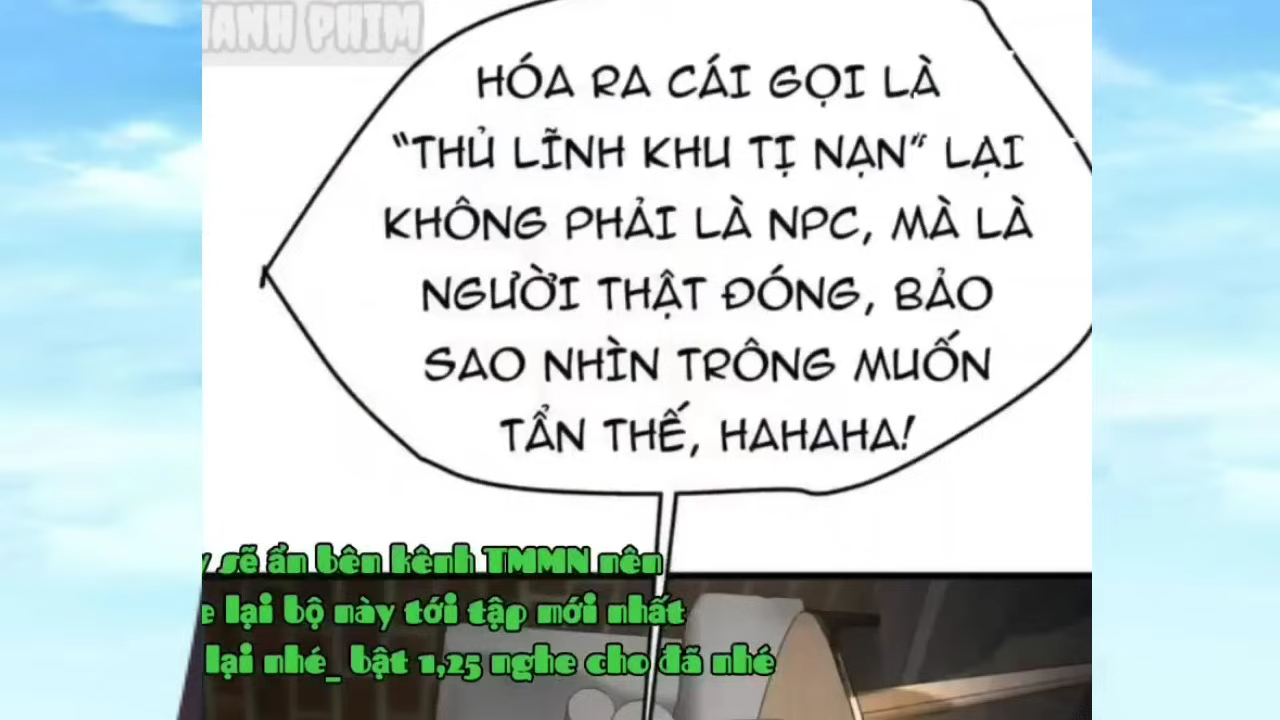 HANH PHIM
HÓA RA CÁI GỌI LÀ
“THỦ LĨNH KHU TỊ NẠN” LẠI
KHÔNG PHẢI LÀ NPC, MÀ LÀ
NGƯỜI THẬT ĐÓNG, BẢO
SAO NHÌN TRÔNG MUỐN
TẨN THẾ, HAHAHA!
sẽ ẩn bên kênh TMMN nên
lại bộ này tới tập mới nhất
lại nhé_ bật 1,25 nghe cho đã nhé